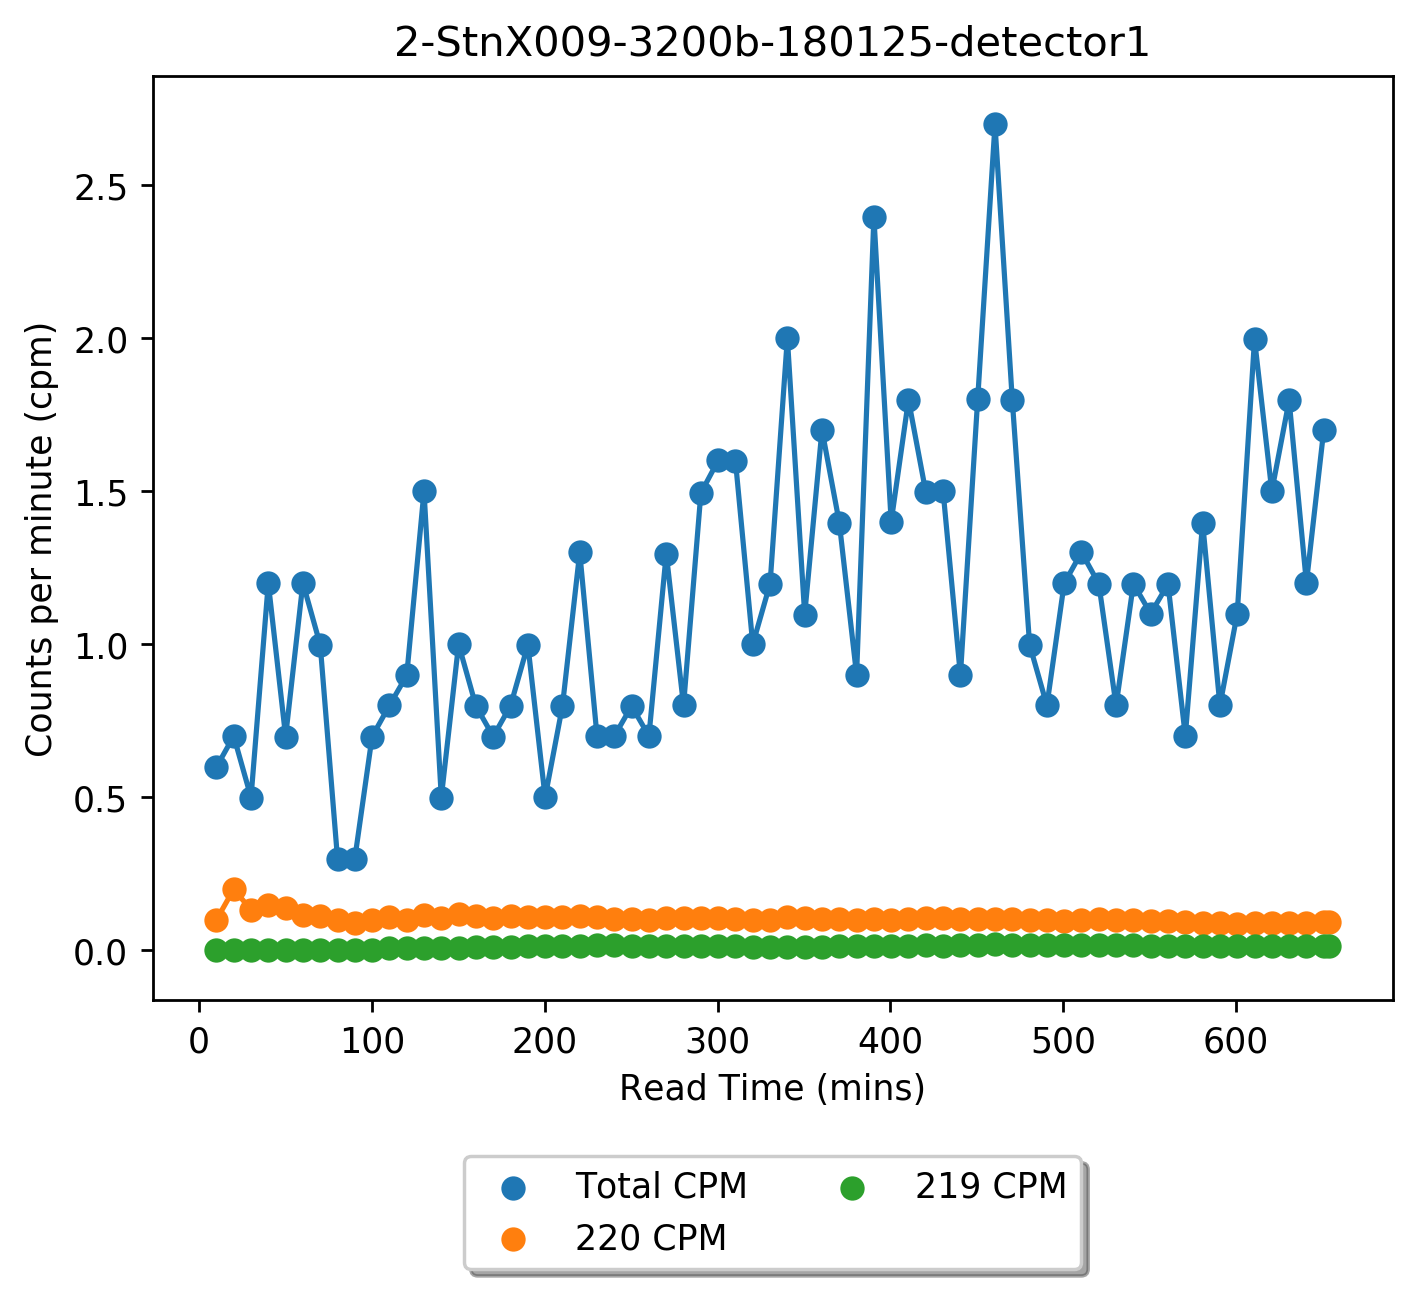 2-StnX009-3200b-180125-detector1
Counts per minute (cpm)
2.5
2.0
1.5
1.0
0.5
0.0
0 100 200 300 400 500 600
Read Time (mins)
Total CPM 219 CPM
220 CPM